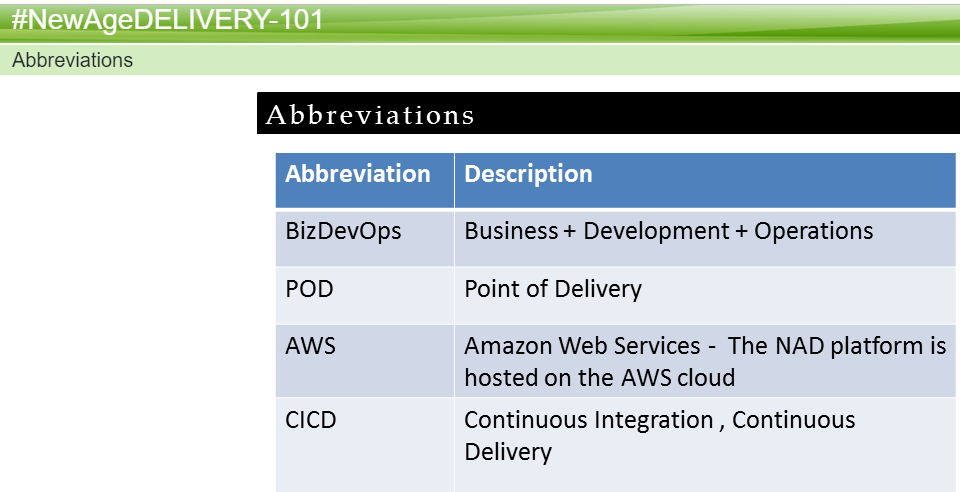 #NewAgeDELIVERY-101
Abbreviations
Abbreviations
Abbreviation Description
BizDevOps Business + Development + Operations
POD Point of Delivery
AWS Amazon Web Services - The NAD platform is
hosted on the AWS cloud
CICD Continuous Integration , Continuous
Delivery